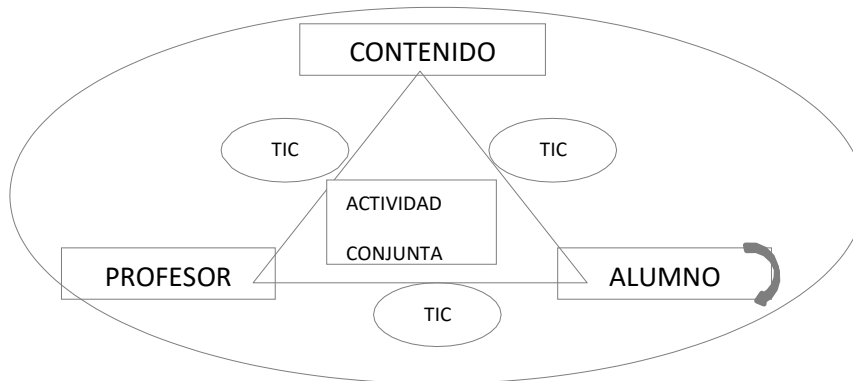 CONTENIDO
TIC
TIC
ACTIVIDAD
CONJUNTA
PROFESOR
ALUMNO
TIC